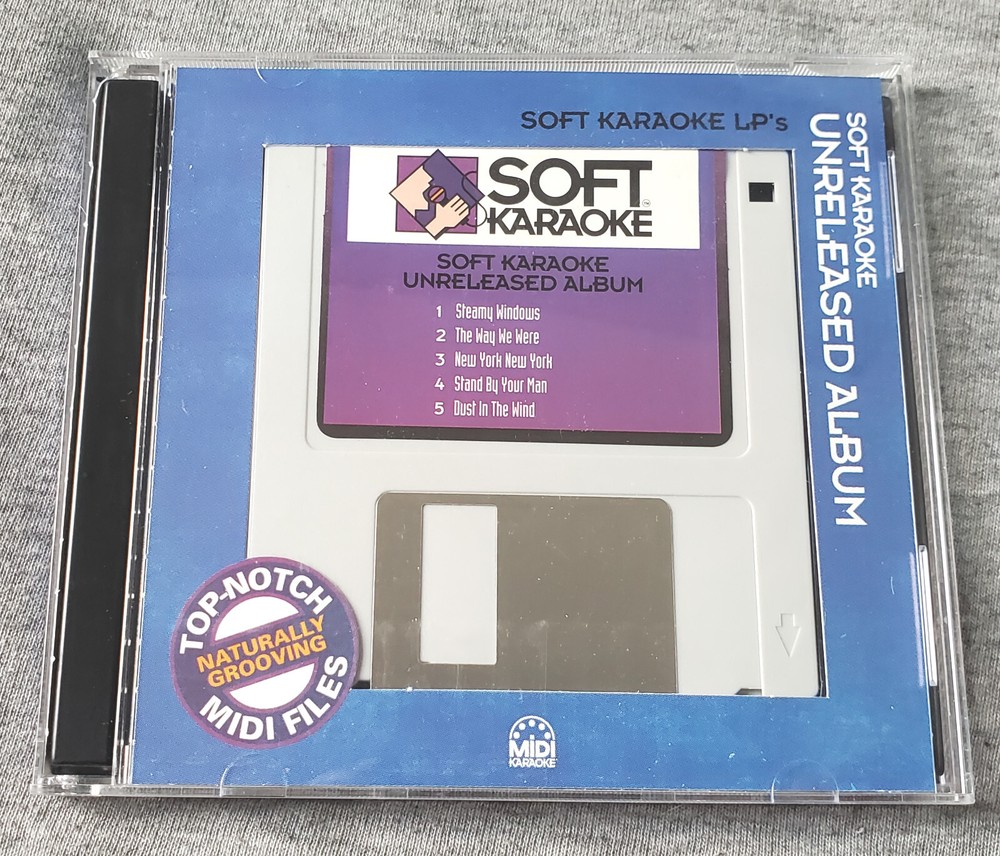 SOFT KARAOKE LP's
SOFT KARAOKE
UNRELEASED ALBUM
SOFT
KARAOKE
TM
SOFT KARAOKE
UNRELEASED ALBUM
1 Steamy Windows
2 The Way We Were
3 New York New York
4 Stand By Your Man
5 Dust In The Wind
TOP-NOTCH
NATURALLY
GROOVING
MIDI FILES
MIDI
KARAOKE